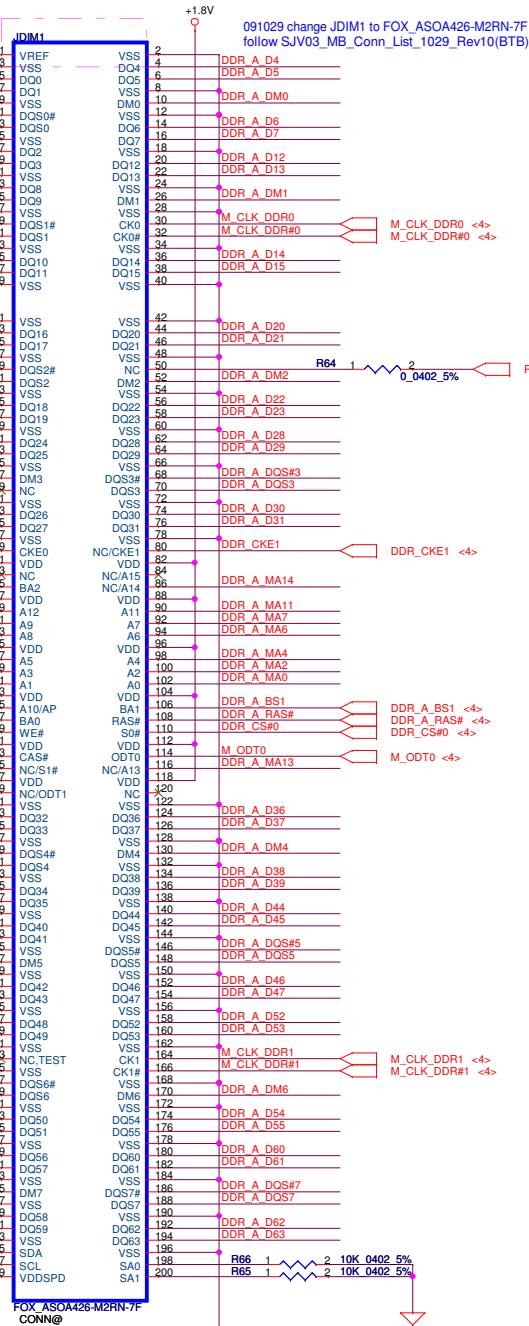 +1.8V
091029 change JDIM1 to FOX_ASOA426-M2RN-7F
follow SJV03_MB_Conn_List_1029_Rev10(BTB)
JDIM1
VREF VSS 2
VSS DQ4 4 DDR_A_D4
DQ0 DQ5 6 DDR_A_D5
DQ1 VSS 8
VSS DM0 10 DDR_A_DM0
DQS0# VSS 12
DQS0 DQ6 14 DDR_A_D6
VSS DQ7 16 DDR_A_D7
DQ2 VSS 18
DQ3 DQ12 20 DDR_A_D12
VSS DQ13 22 DDR_A_D13
DQ8 VSS 24
DQ9 DM1 26 DDR_A_DM1
VSS VSS 28
DQS1# CK0 30 M_CLK_DDR0 M_CLK_DDR0 <4>
DQS1 CK0# 32 M_CLK_DDR#0 M_CLK_DDR#0 <4>
VSS VSS 34
DQ10 DQ14 36 DDR_A_D14
DQ11 DQ15 38 DDR_A_D15
VSS VSS 40
VSS VSS 42
DQ16 DQ20 44 DDR_A_D20
DQ17 DQ21 46 DDR_A_D21
VSS VSS 48
DQS2# NC 50 R64 1 2 0_0402_5%
DQS2 DM2 52 DDR_A_DM2
VSS VSS 54
DQ18 DQ22 56 DDR_A_D22
DQ19 DQ23 58 DDR_A_D23
VSS VSS 60
DQ24 DQ28 62 DDR_A_D28
DQ25 DQ29 64 DDR_A_D29
VSS VSS 66
DM3 DQS3# 68 DDR_A_DQS#3
NC DQS3 70 DDR_A_DQS3
VSS VSS 72
DQ26 DQ30 74 DDR_A_D30
DQ27 DQ31 76 DDR_A_D31
VSS VSS 78
CKE0 NC/CKE1 80 DDR_CKE1 DDR_CKE1 <4>
VDD VDD 82
NC NC/A15 84
BA2 NC/A14 86 DDR_A_MA14
VDD VDD 88
A12 A11 90 DDR_A_MA11
A9 A7 92 DDR_A_MA7
A8 A6 94 DDR_A_MA6
VDD VDD 96
A5 A4 98 DDR_A_MA4
A3 A2 100 DDR_A_MA2
A1 A0 102 DDR_A_MA0
VDD VDD 104
A10/AP BA1 106 DDR_A_BS1 DDR_A_BS1 <4>
BA0 RAS# 108 DDR_A_RAS# DDR_A_RAS# <4>
WE# S0# 110 DDR_CS#0 DDR_CS#0 <4>
VDD VDD 112
CAS# ODT0 114 M_ODT0 M_ODT0 <4>
NC/S1# NC/A13 116 DDR_A_MA13
VDD VDD 118
NC/ODT1 NC 120
VSS VSS 122
DQ32 DQ36 124 DDR_A_D36
DQ33 DQ37 126 DDR_A_D37
VSS VSS 128
DQS4# DM4 130 DDR_A_DM4
DQS4 VSS 132
VSS DQ38 134 DDR_A_D38
DQ34 DQ39 136 DDR_A_D39
DQ35 VSS 138
VSS DQ44 140 DDR_A_D44
DQ40 DQ45 142 DDR_A_D45
DQ41 VSS 144
VSS DQS5# 146 DDR_A_DQS#5
DM5 DQS5 148 DDR_A_DQS5
VSS VSS 150
DQ42 DQ46 152 DDR_A_D46
DQ43 DQ47 154 DDR_A_D47
VSS VSS 156
DQ48 DQ52 158 DDR_A_D52
DQ49 DQ53 160 DDR_A_D53
VSS VSS 162
NC,TEST CK1 164 M_CLK_DDR1 M_CLK_DDR1 <4>
VSS CK1# 166 M_CLK_DDR#1 M_CLK_DDR#1 <4>
DQS6# VSS 168
DQS6 DM6 170 DDR_A_DM6
VSS VSS 172
DQ50 DQ54 174 DDR_A_D54
DQ51 DQ55 176 DDR_A_D55
VSS VSS 178
DQ56 DQ60 180 DDR_A_D60
DQ57 DQ61 182 DDR_A_D61
VSS VSS 184
DM7 DQS7# 186 DDR_A_DQS#7
VSS DQS7 188 DDR_A_DQS7
DQ58 VSS 190
DQ59 DQ62 192 DDR_A_D62
VSS DQ63 194 DDR_A_D63
SDA VSS 196
SCL SA0 198 R66 1 2 10K_0402_5%
VDDSPD SA1 200 R65 1 2 10K_0402_5%
FOX_ASOA426-M2RN-7F
CONN@